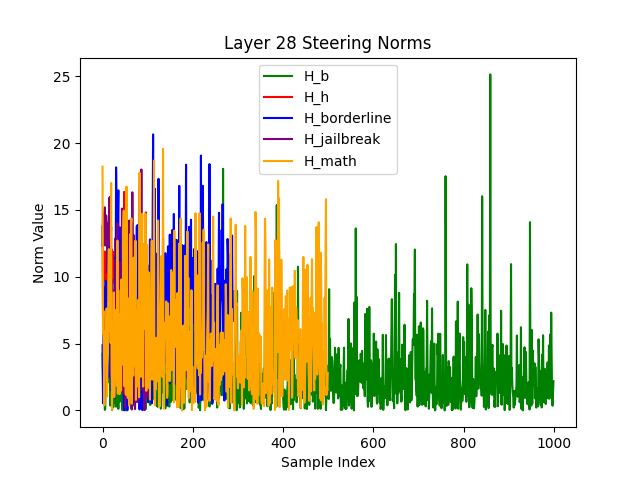 Layer 28 Steering Norms
H_b
H_h
H_borderline
H_jailbreak
H_math
25
20
15
10
5
0
Norm Value
0
200
400
600
800
1000
Sample Index